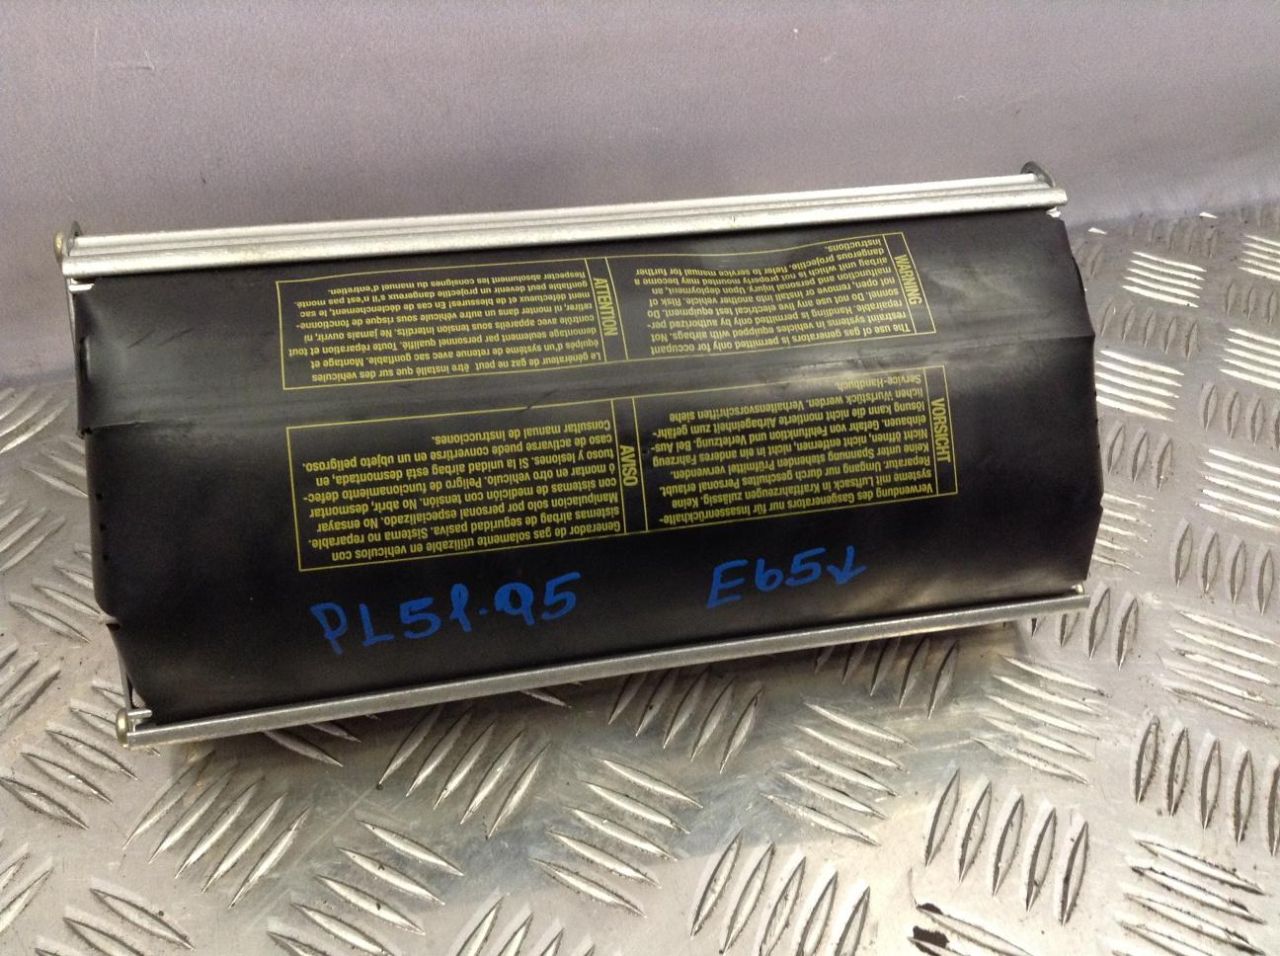 VORSICHT
Verwendung des Gasgenerators nur für Insassenrückhalte-
systeme mit Luftsack in Kraftfahrzeugen zulässig. Keine
Reparatur. Umgang nur durch geschultes Personal erlaubt.
Keine unter Spannung stehenden Prüfmittel verwenden.
Nicht öffnen, nicht entfernen, nicht in ein anderes Fahrzeug
einbauen. Gefahr von Fehlfunktion und Verletzung. Bei Aus-
lösung kann die nicht montierte Airbageinheit zum gefähr-
lichen Wurfstück werden. Verhaltensvorschriften siehe
Service-Handbuch.
AVISO
Generador de gas solamente utilizable en vehículos con
sistemas airbag de seguridad pasiva. Sistema no reparable.
Manipulacion solo por personal especializado. No ensayar
con sistemas de medición con tensión. No abrir, desmontar
ó montar en otro vehículo. Peligro de funcionamiento defec-
tuoso y lesiones. Si la unidad airbag está desmontada, en
caso de activarse puede convertirse en un objeto peligroso.
Consultar manual de instrucciones.
WARNING
The use of gas generators is permitted only for occupant
restraint systems in vehicles equipped with airbags. Not
repairable. Handling is permitted only by authorized per-
sonnel. Do not use any live electrical test equipment. Do
not open, remove or install into another vehicle. Risk of
malfunction and personal injury. Upon deployment, an
airbag unit which is not properly mounted may become a
dangerous projectile. Refer to service manual for further
instructions.
ATTENTION
Le générateur de gaz ne peut être installé que sur des véhicules
équipés d'un système de retenue avec sac gonflable. Montage et
démontage seulement par personnel qualifié. Toute réparation et tout
contrôle avec appareils sous tension interdits. Ni ouvrir, ni
retirer ni monter dans un autre véhicule sous risque de fonctionne-
ment défectueux et de blesures! En cas de déclenchement, le sac
gonflable peut devenir un projectile dangereux s'il n'est pas monté.
Respecter absolument les consignes du manuel d'entretien.
PL51.95 E65↓